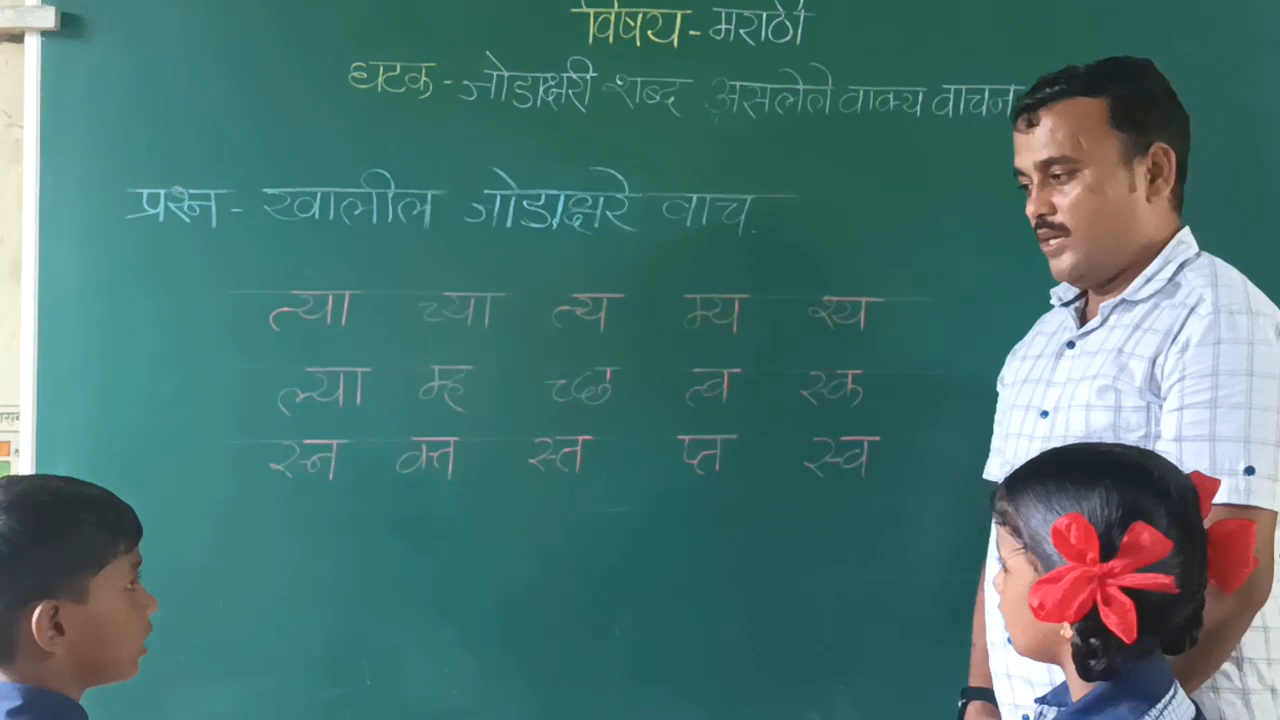 विषय - मराठी
घटक - जोडाक्षरी शब्द असलेले वाक्य वाचन
प्रश्न - खालील जोडाक्षरे वाच.
त्या च्या त्य म्य श्य
ल्या म्ह च्छ त्व स्क
स्न क्त स्त प्त स्व